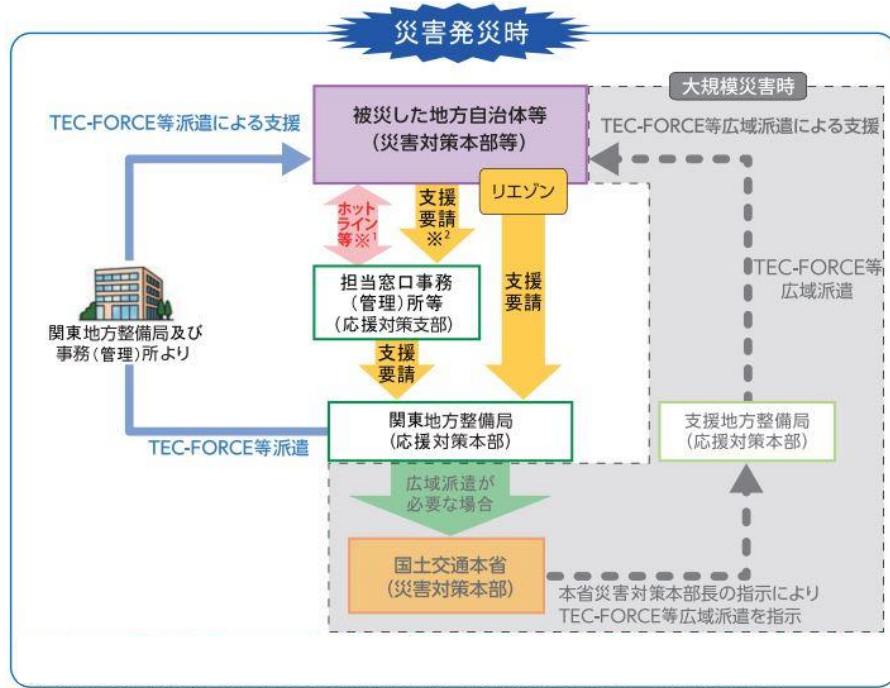 災害発災時
大規模災害時
TEC-FORCE等派遣による支援
被災した地方自治体等
(災害対策本部等)
TEC-FORCE等広域派遣による支援
リエゾン
ホット
ライン
等※1
支援
要請
※2
支援
要請
TEC-FORCE等
広域派遣
担当窓口事務
(管理)所等
(応援対策支部)
関東地方整備局及び
事務(管理)所より
支援
要請
関東地方整備局
(応援対策本部)
支援地方整備局
(応援対策本部)
TEC-FORCE等派遣
広域派遣が
必要な場合
国土交通本省
(災害対策本部)
本省災害対策本部長の指示により
TEC-FORCE等広域派遣を指示